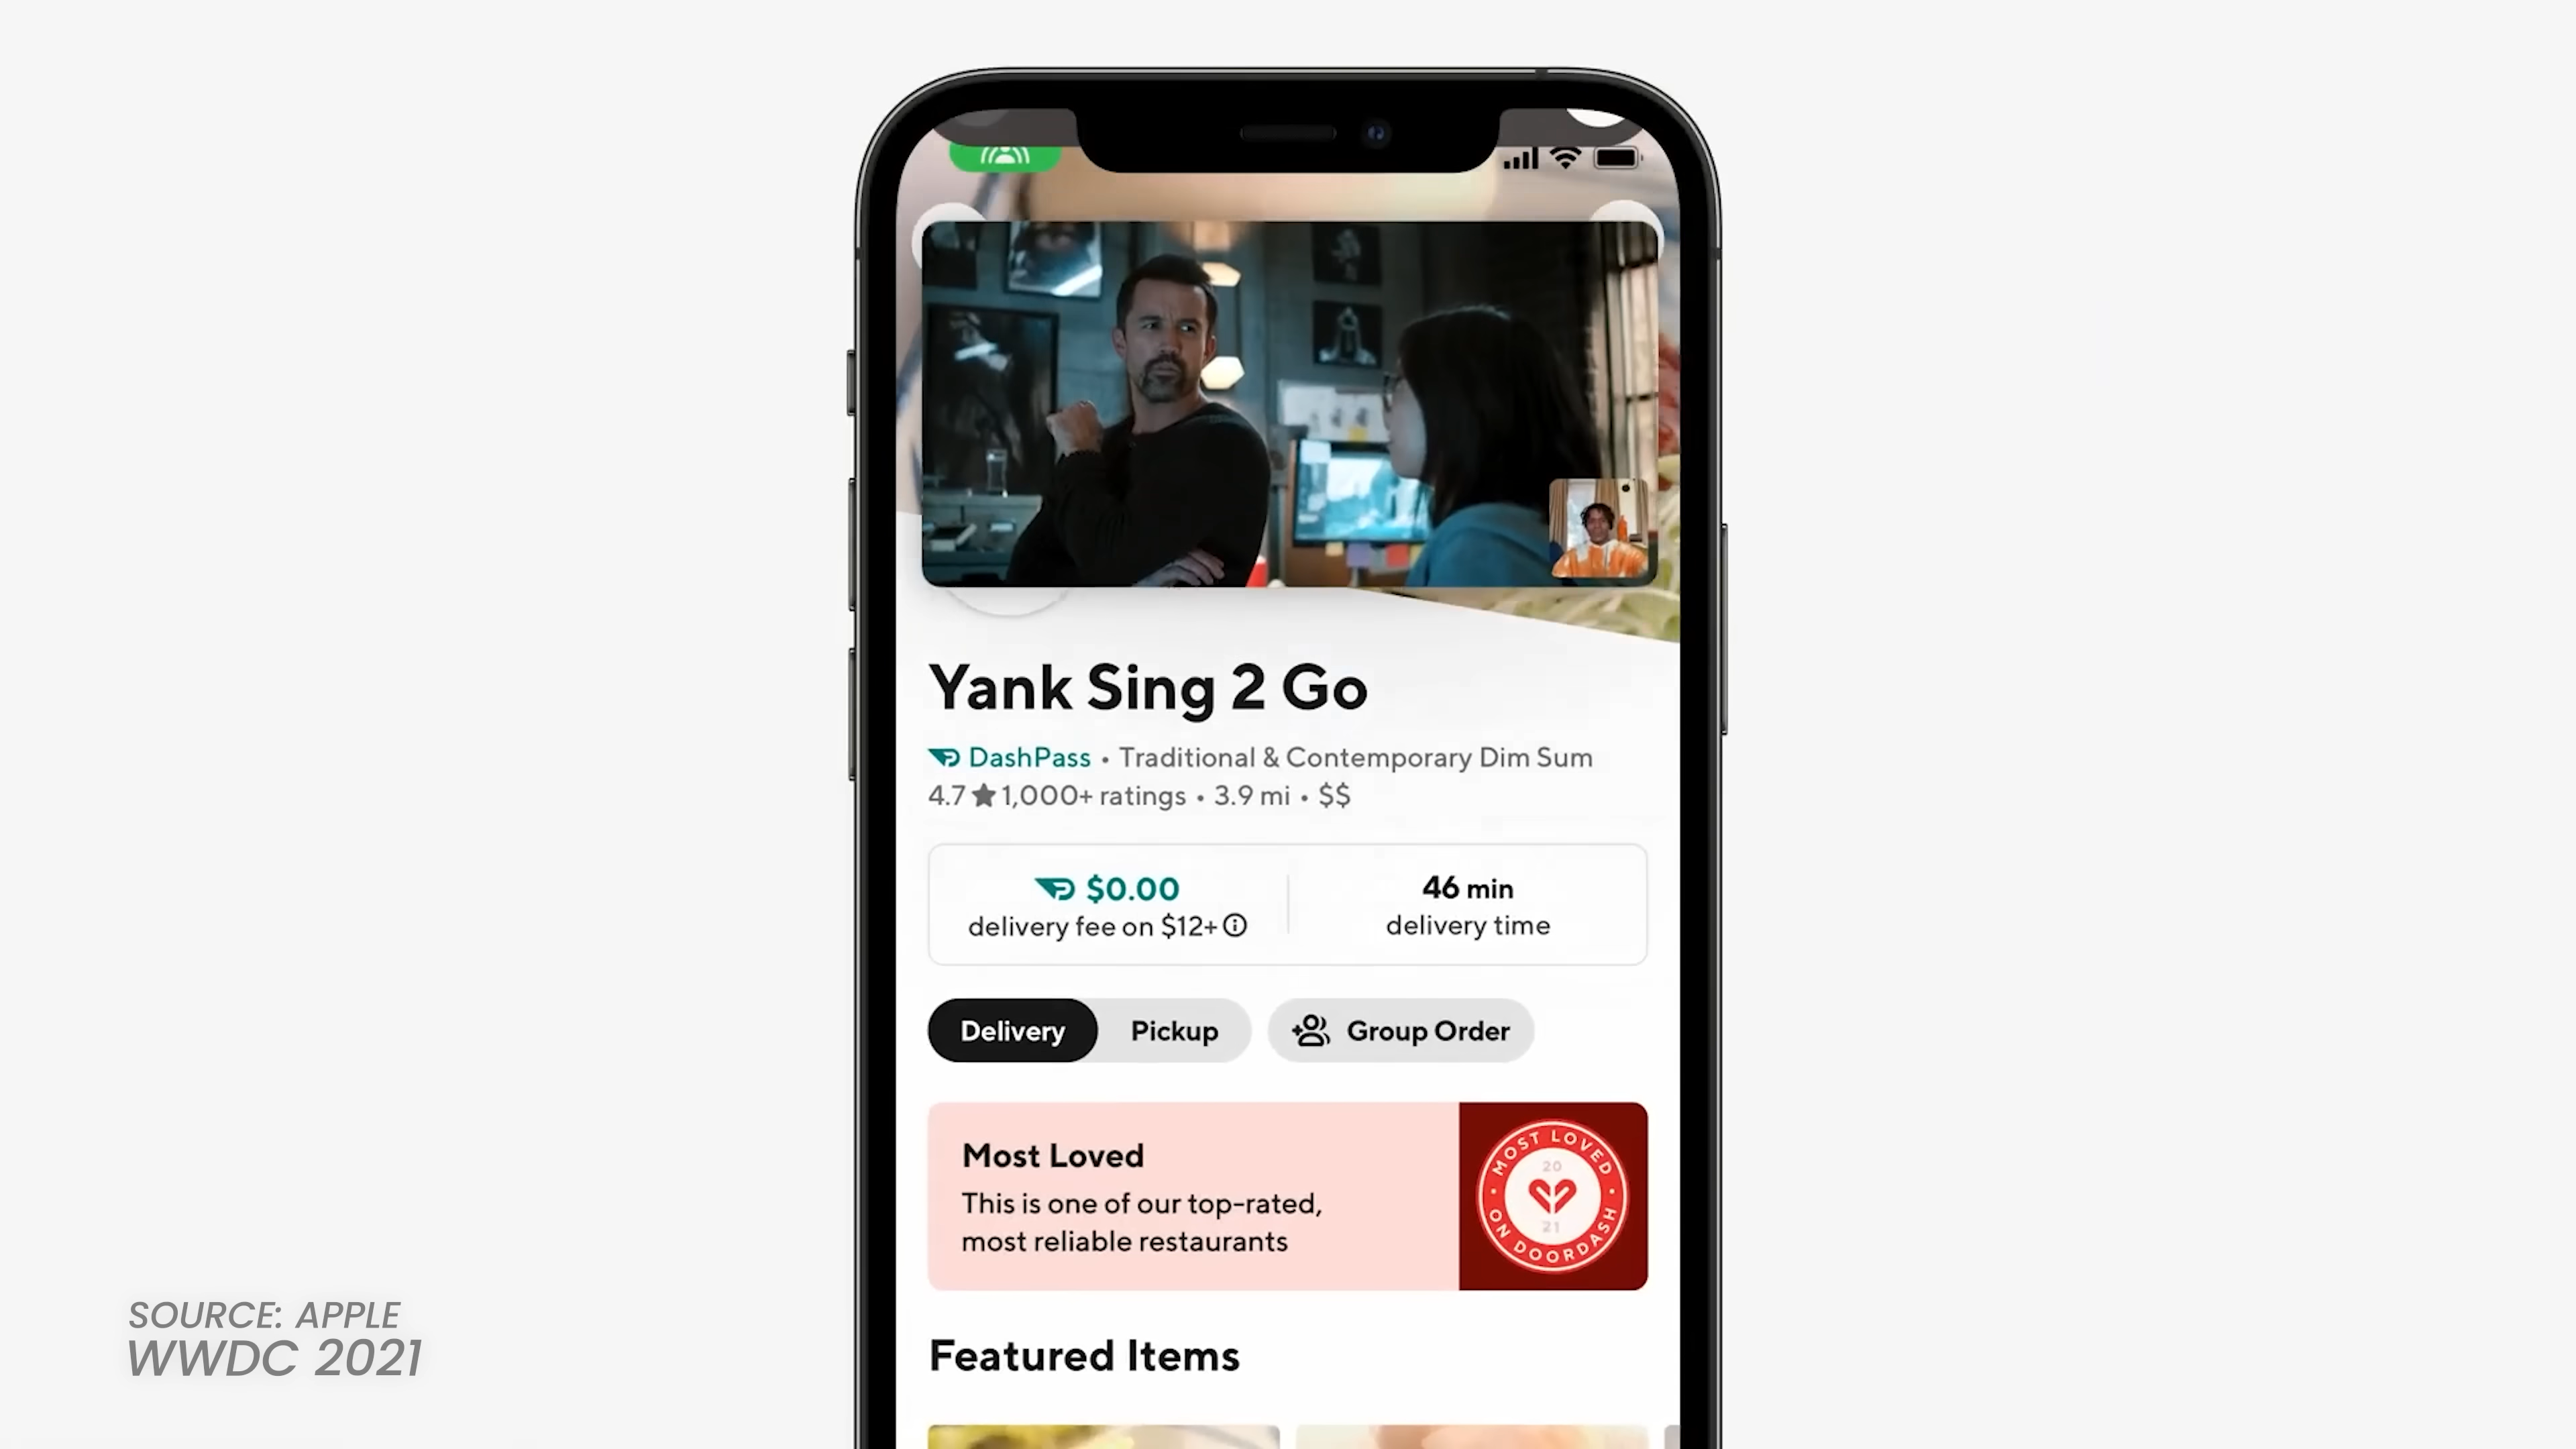 Yank Sing 2 Go
DashPass • Traditional & Contemporary Dim Sum
4.7★1,000+ ratings • 3.9 mi • $$
$0.00
delivery fee on $12+
46 min
delivery time
Delivery
Pickup
Group Order
Most Loved
This is one of our top-rated,
most reliable restaurants
MOST LOVED
20
21
ON DOORDASH
Featured Items
SOURCE: APPLE
WWDC 2021